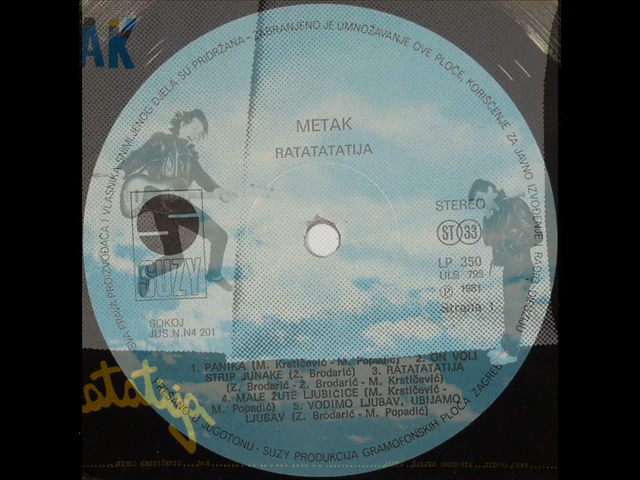 AK
SVA PRAVA PROIZVOĐAČA I VLASNIKA SNIMLJENOG DJELA SU PRIDRŽANA - ZABRANJENO JE UMNOŽAVANJE OVE PLOČE, KORIŠĆENJE ZA JAVNO IZVOĐENJE I RADIO
METAK
RATATATATIJA
STEREO
ST 33
LP 350
ULS 795
℗ 1981
Strana 1
SUZY
SOKOJ
JUS.N.N4 201
1. PANIKA (M. Krstičević - M. Popadić) 2. ON VOLI
STRIP JUNAKE (Z. Brodarić) 3. RATATATATIJA
(Z. Brodarić - Z. Brodarić - M. Krstičević)
4. MALE ŽUTE LJUBIČICE (M. Krstičević -
M. Popadić) 5. VODIMO LJUBAV, UBIJAMO
LJUBAV (Z. Brodarić - M. Popadić)
JUGOTONU - SUZY PRODUKCIJA GRAMOFONSKIH PLOČA ZAGREB